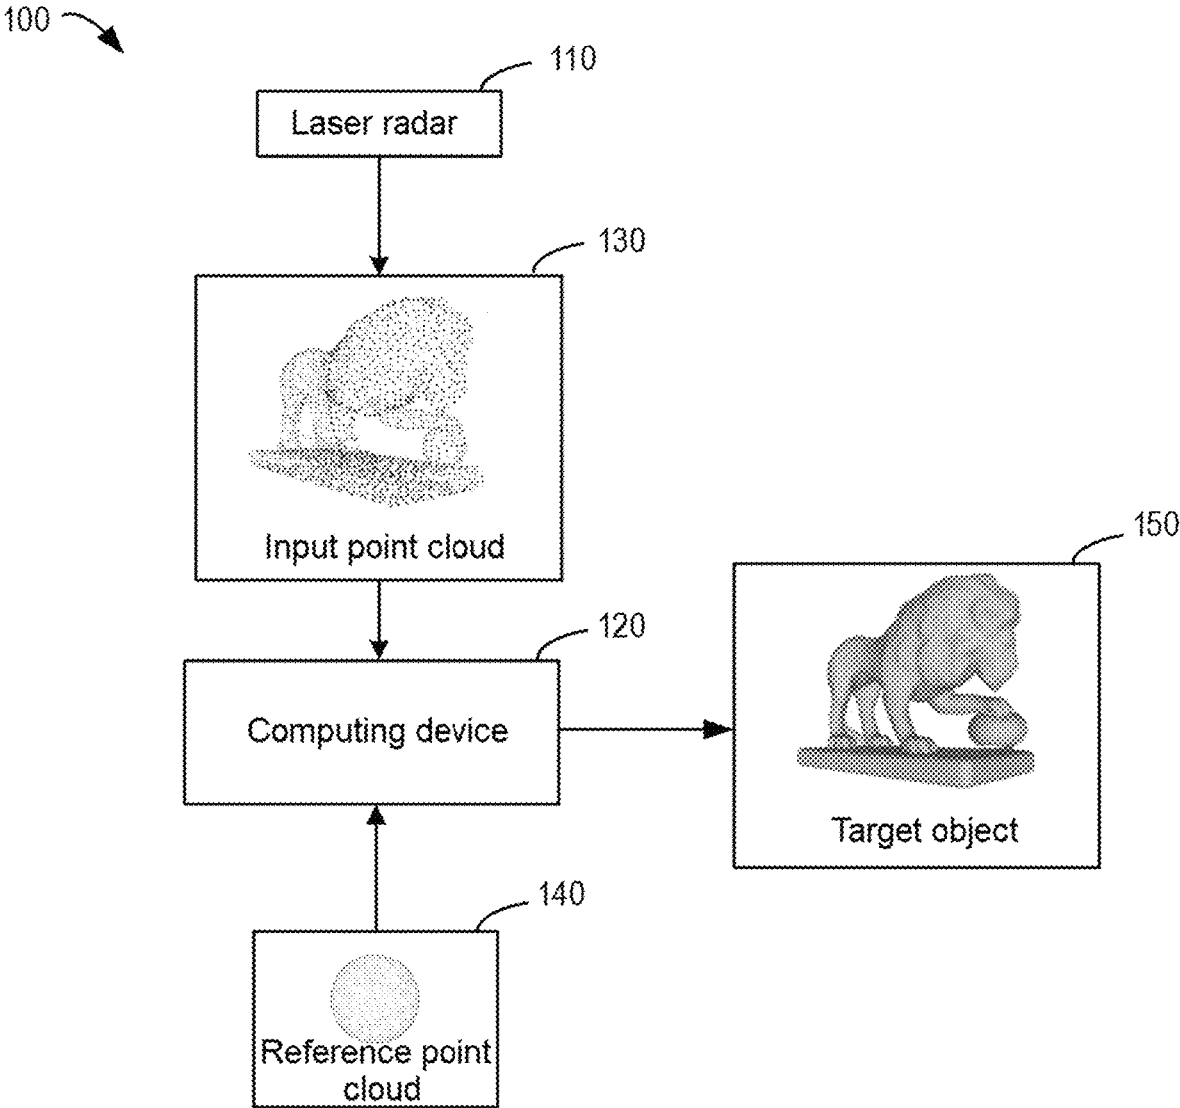 100
110
Laser radar
130
Input point cloud
150
120
Computing device
Target object
140
Reference point
cloud